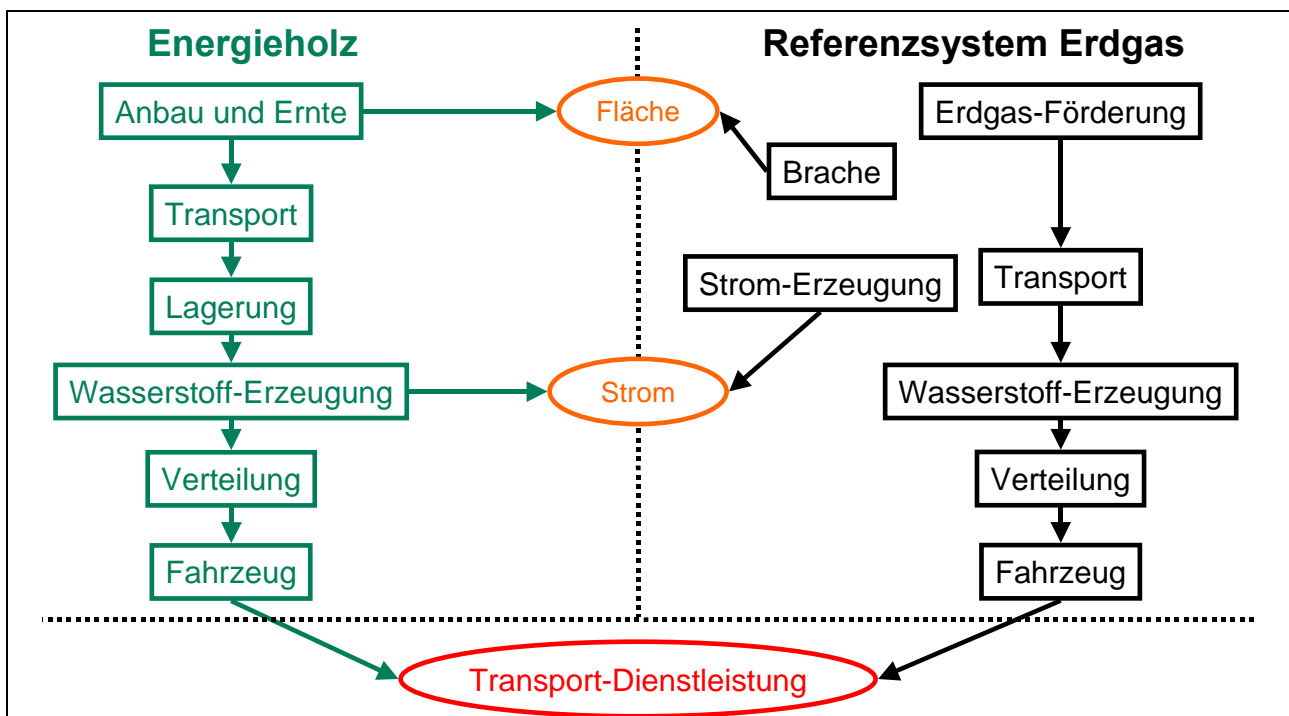 Energieholz
Referenzsystem Erdgas
Anbau und Ernte
Fläche
Erdgas-Förderung
Brache
Transport
Strom-Erzeugung
Transport
Lagerung
Wasserstoff-Erzeugung
Strom
Wasserstoff-Erzeugung
Verteilung
Verteilung
Fahrzeug
Fahrzeug
Transport-Dienstleistung